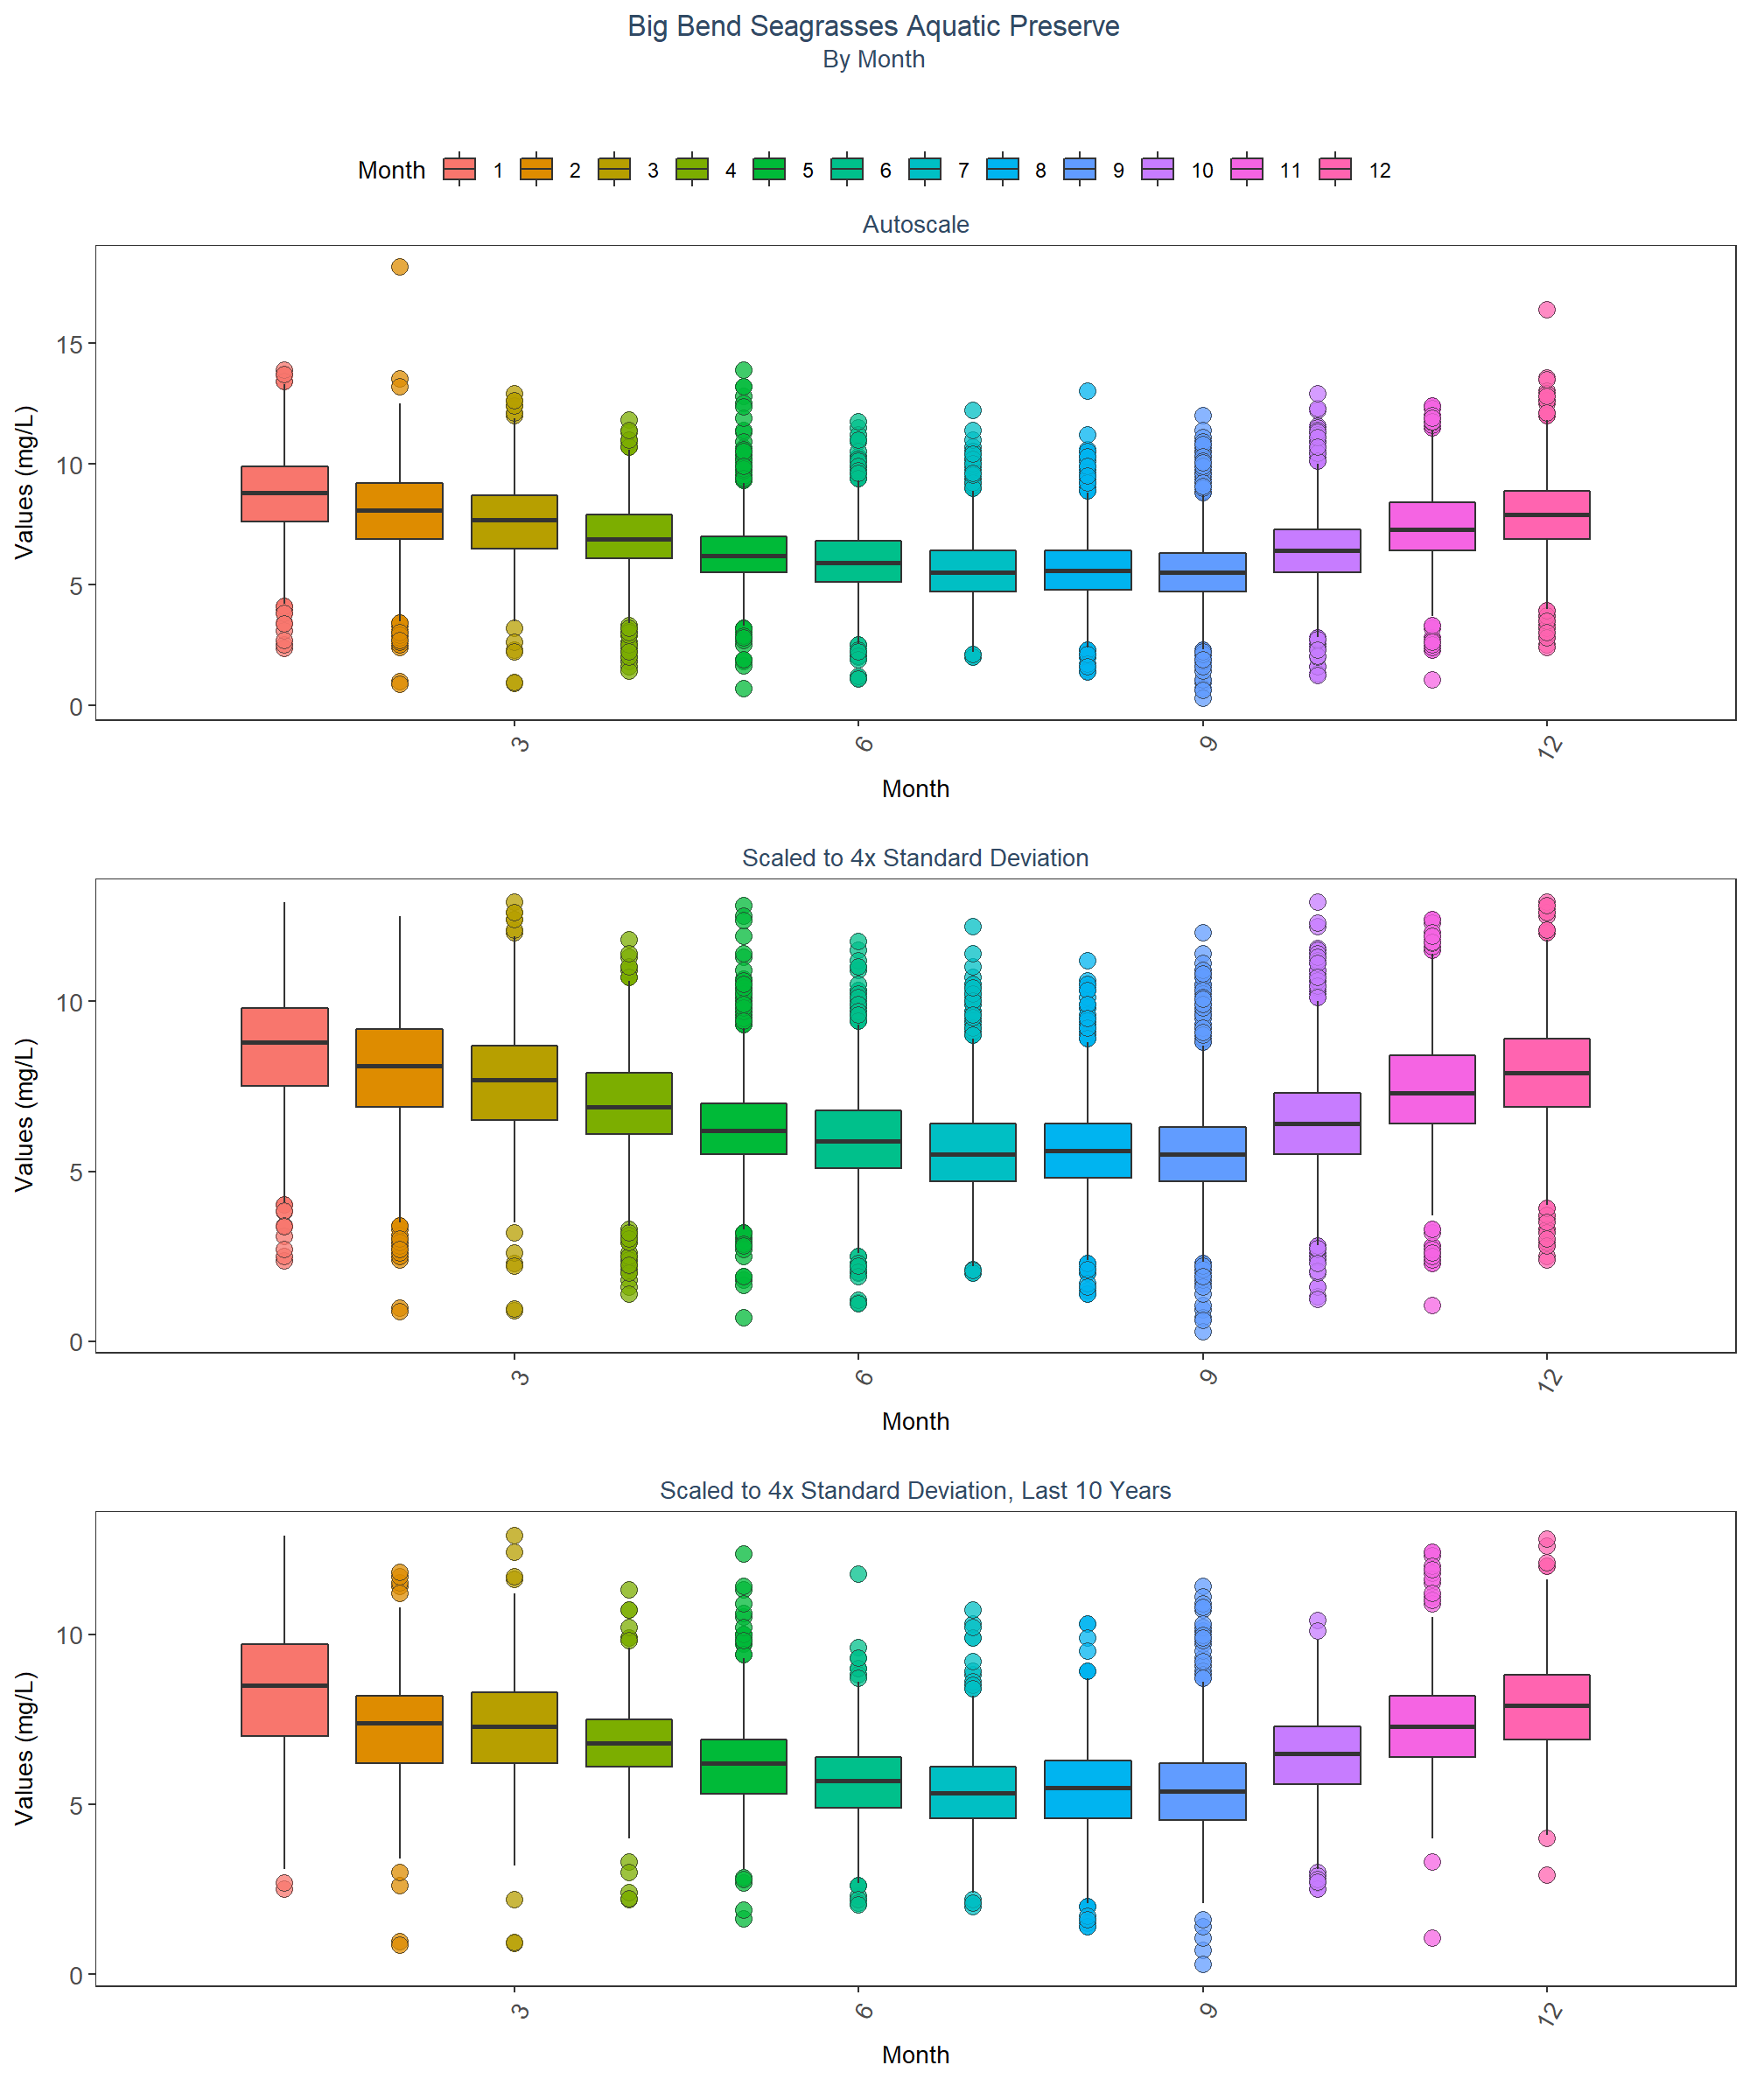 Big Bend Seagrasses Aquatic Preserve
By Month
Month 1 2 3 4 5 6 7 8 9 10 11 12
Autoscale
Values (mg/L)
15
10
5
0
3 6 9 12
Month
Scaled to 4x Standard Deviation
Values (mg/L)
10
5
0
3 6 9 12
Month
Scaled to 4x Standard Deviation, Last 10 Years
Values (mg/L)
10
5
0
3 6 9 12
Month